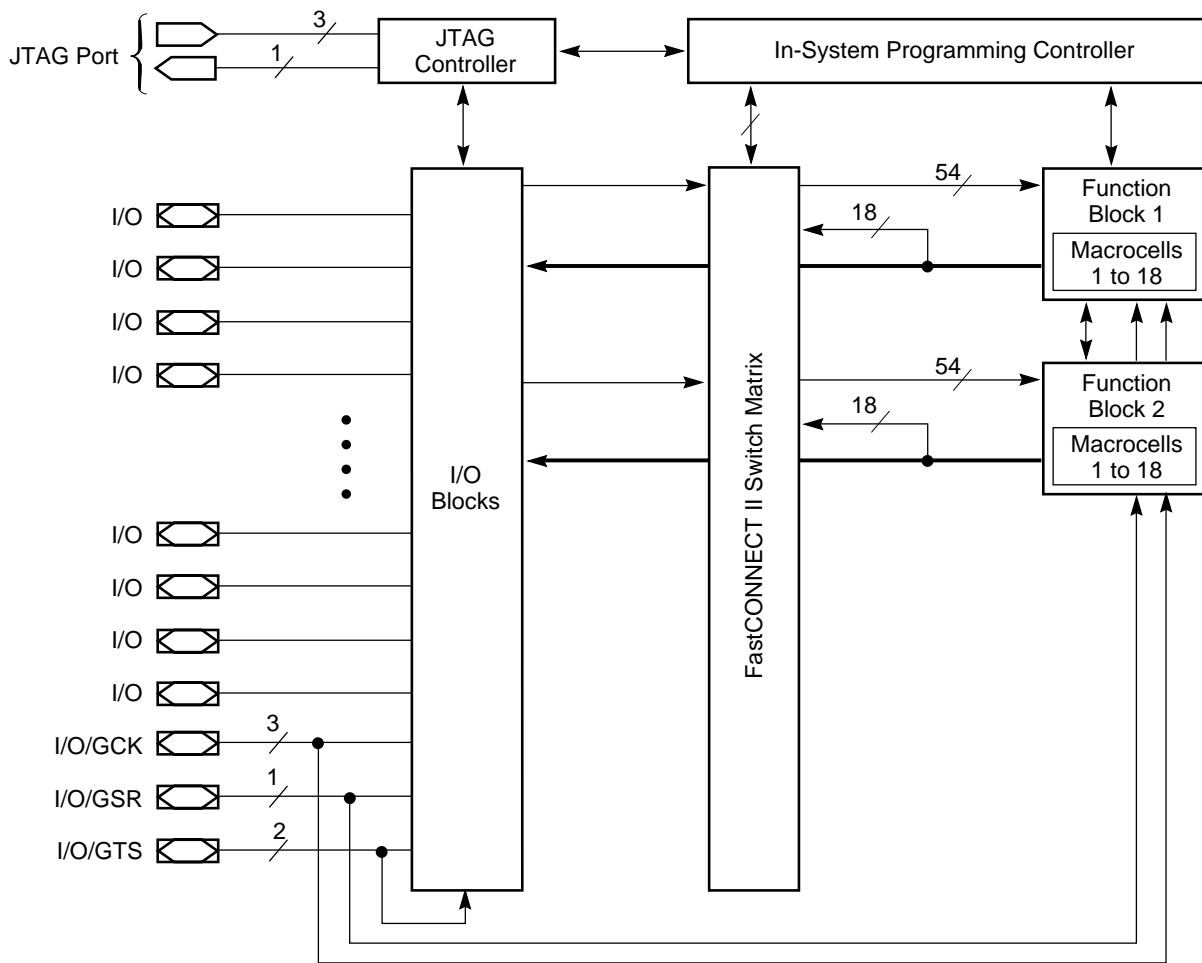 JTAG Port
3
1
JTAG
Controller
In-System Programming Controller
I/O
I/O
I/O
I/O
I/O
I/O
I/O
I/O
I/O/GCK
3
I/O/GSR
1
I/O/GTS
2
I/O
Blocks
FastCONNECT II Switch Matrix
54
18
Function
Block 1
Macrocells
1 to 18
54
18
Function
Block 2
Macrocells
1 to 18